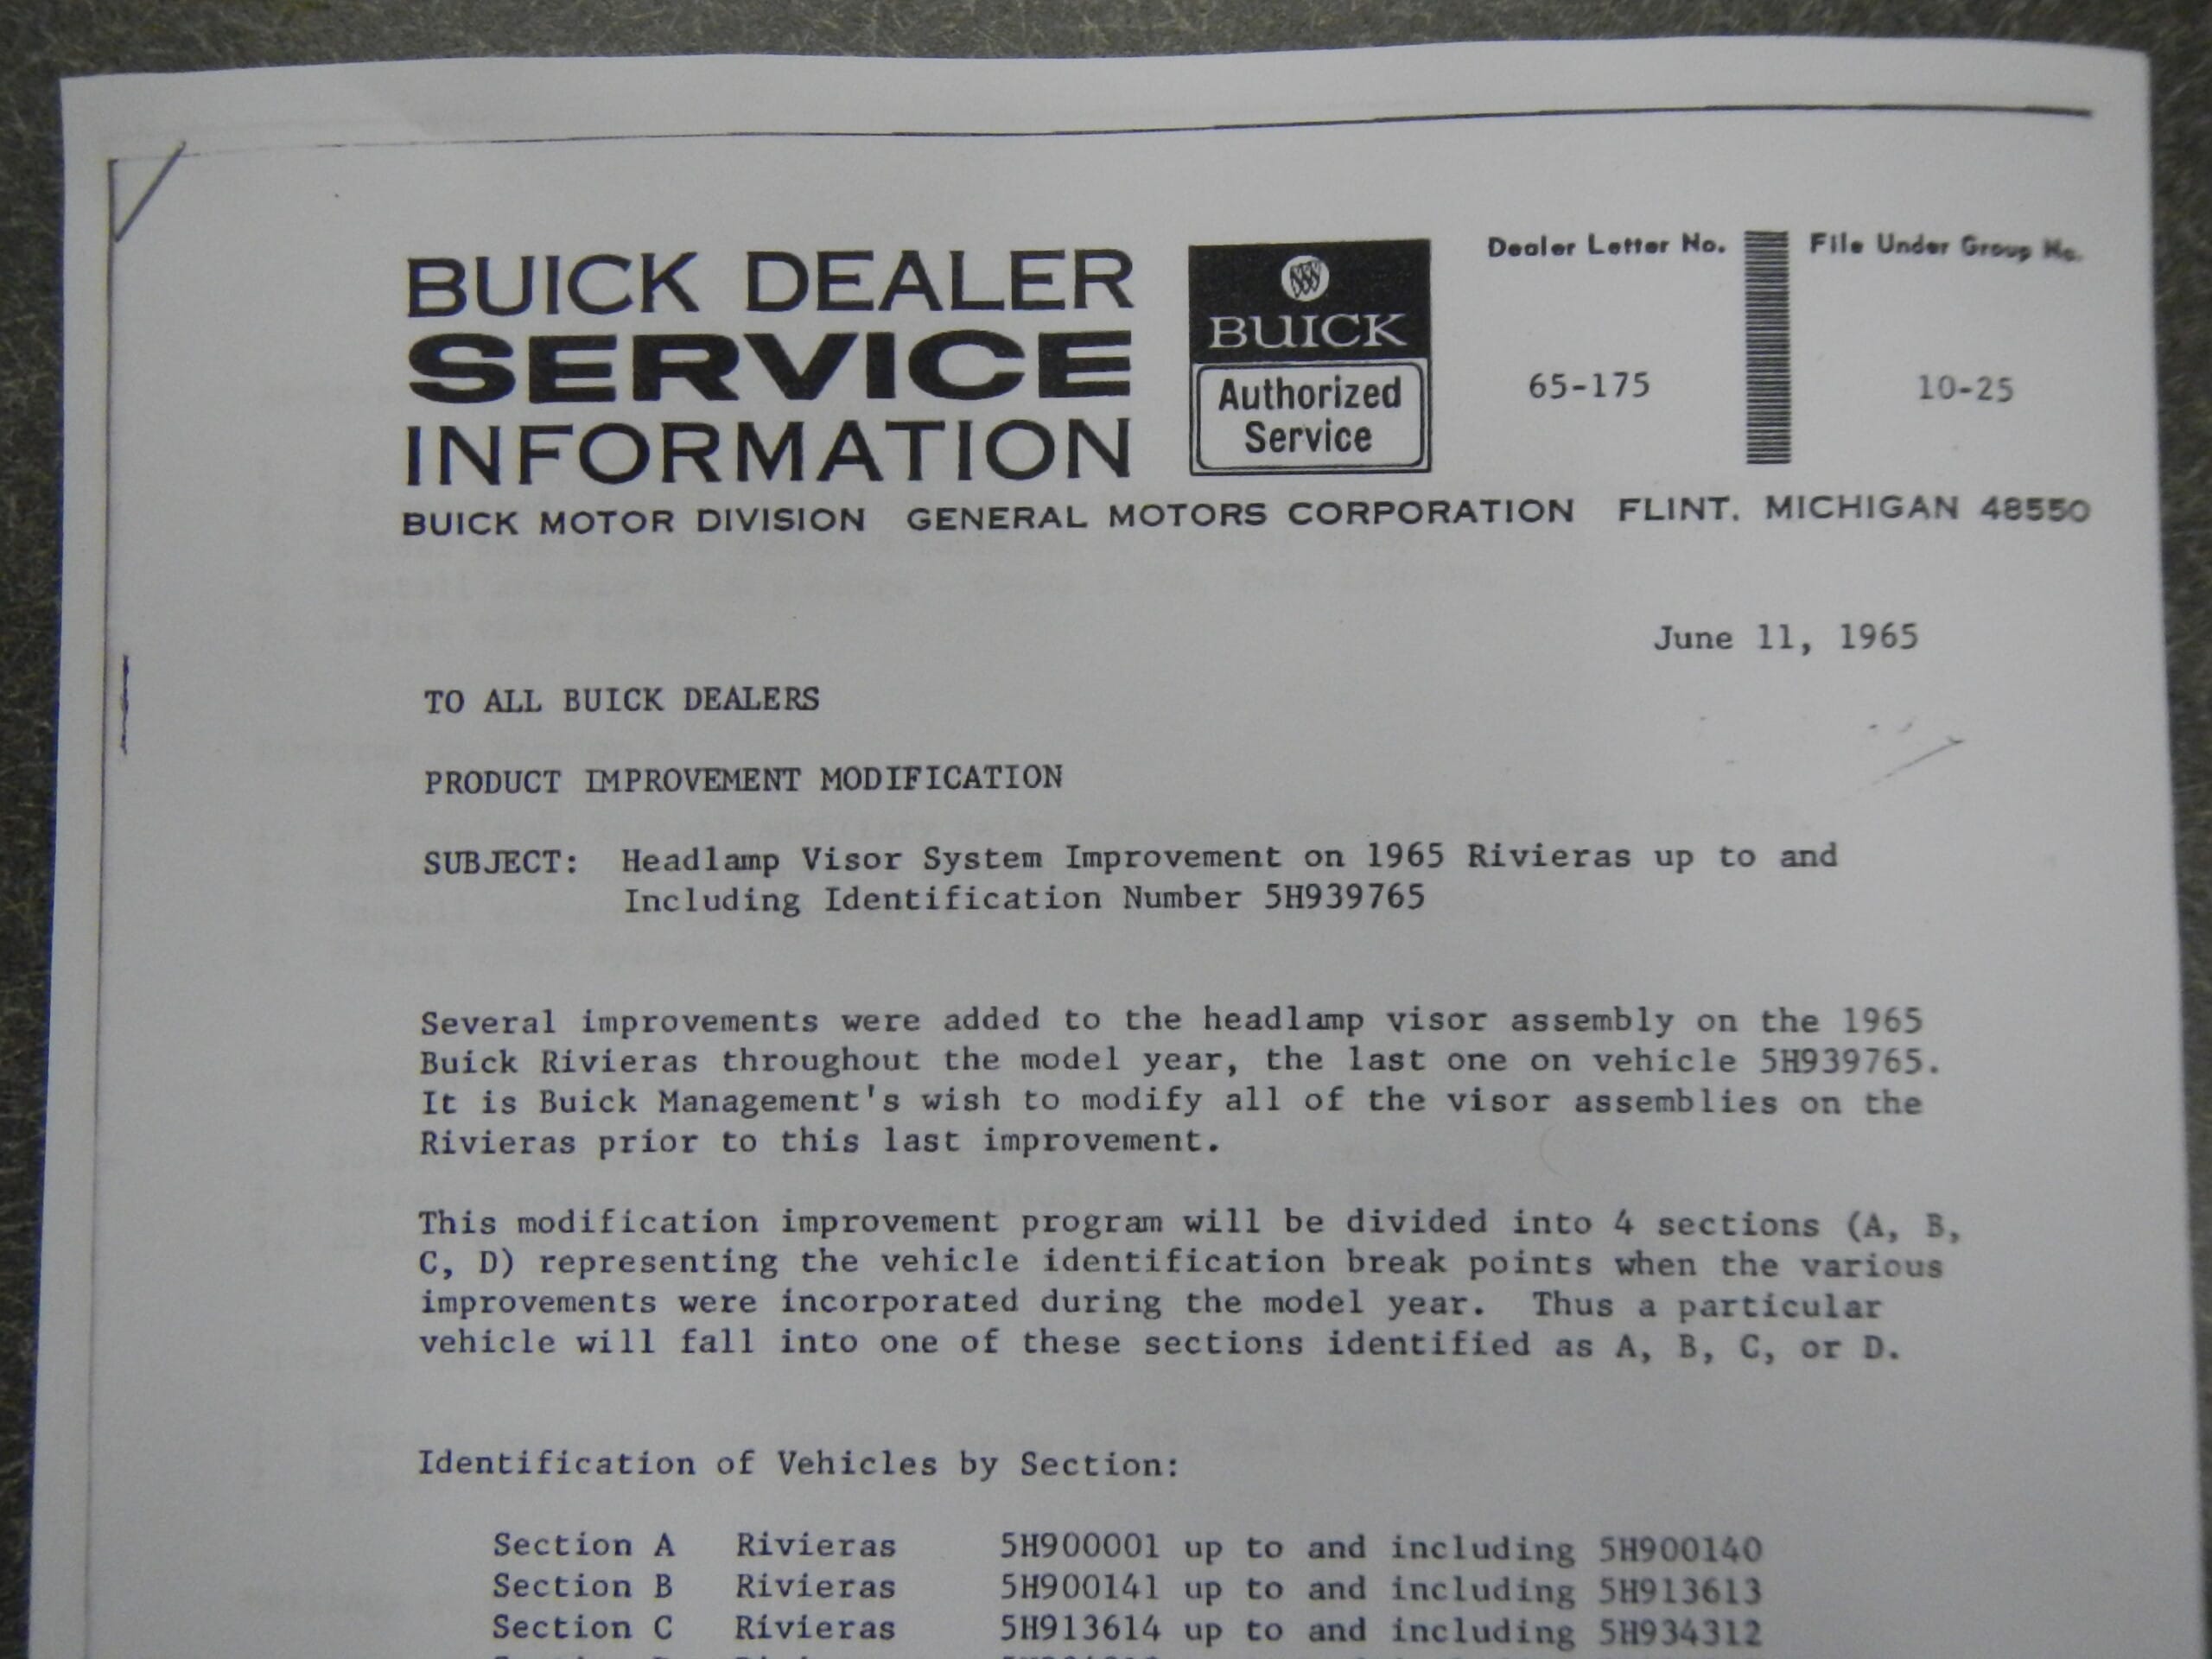 BUICK DEALER
SERVICE
INFORMATION
BUICK
Authorized
Service
Dealer Letter No.
65-175
File Under Group No.
10-25
BUICK MOTOR DIVISION GENERAL MOTORS CORPORATION FLINT. MICHIGAN 48550
June 11, 1965
TO ALL BUICK DEALERS
PRODUCT IMPROVEMENT MODIFICATION
SUBJECT: Headlamp Visor System Improvement on 1965 Rivieras up to and
Including Identification Number 5H939765
Several improvements were added to the headlamp visor assembly on the 1965
Buick Rivieras throughout the model year, the last one on vehicle 5H939765.
It is Buick Management's wish to modify all of the visor assemblies on the
Rivieras prior to this last improvement.
This modification improvement program will be divided into 4 sections (A, B,
C, D) representing the vehicle identification break points when the various
improvements were incorporated during the model year. Thus a particular
vehicle will fall into one of these sections identified as A, B, C, or D.
Identification of Vehicles by Section:
Section A Rivieras 5H900001 up to and including 5H900140
Section B Rivieras 5H900141 up to and including 5H913613
Section C Rivieras 5H913614 up to and including 5H934312